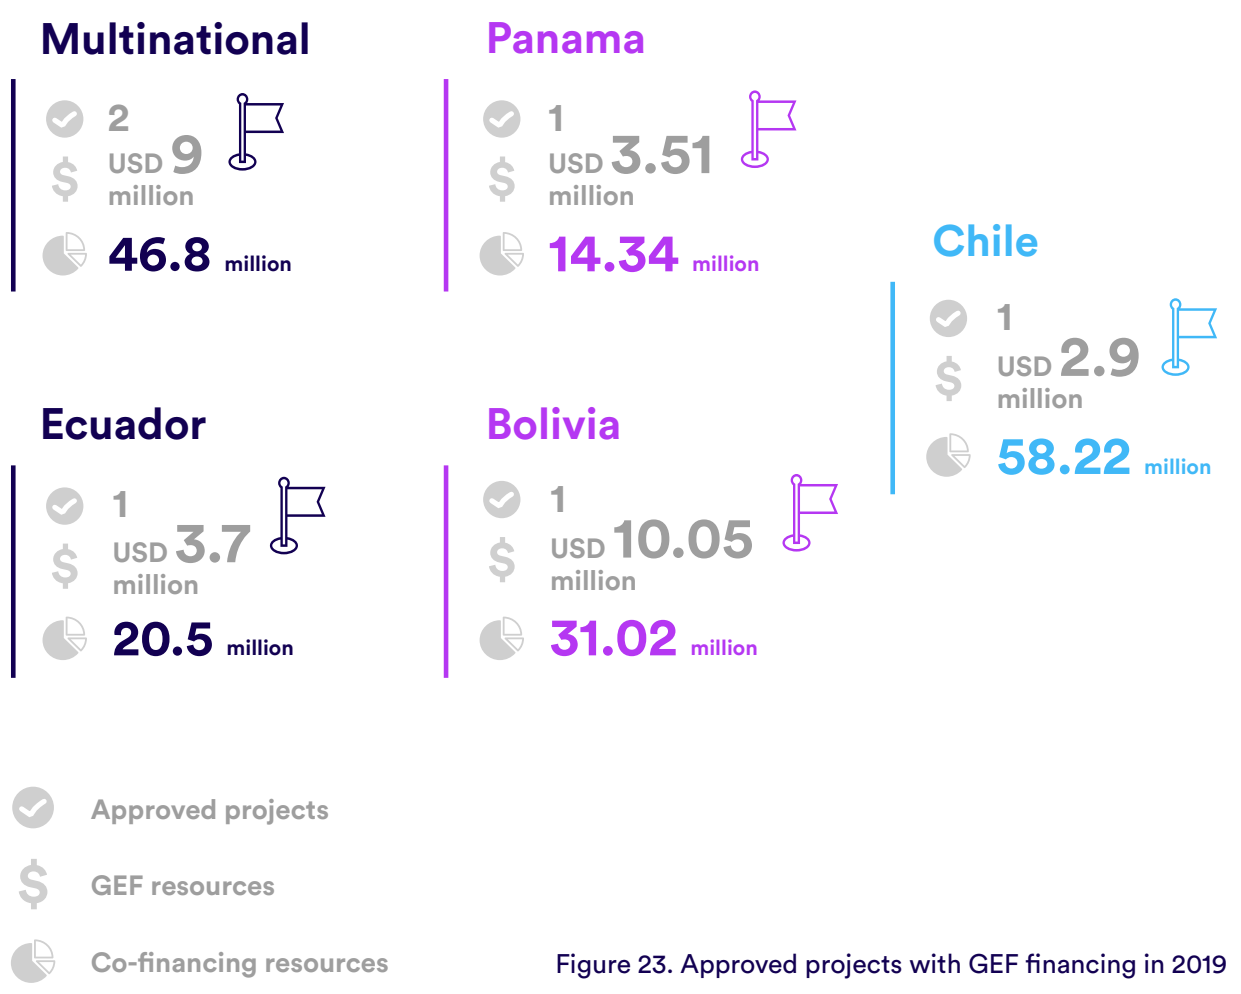 Multinational
2
USD 9
million
46.8 million
Panama
1
USD 3.51
million
14.34 million
Chile
1
USD 2.9
million
58.22 million
Ecuador
1
USD 3.7
million
20.5 million
Bolivia
1
USD 10.05
million
31.02 million
Approved projects
GEF resources
Co-financing resources
Figure 23. Approved projects with GEF financing in 2019